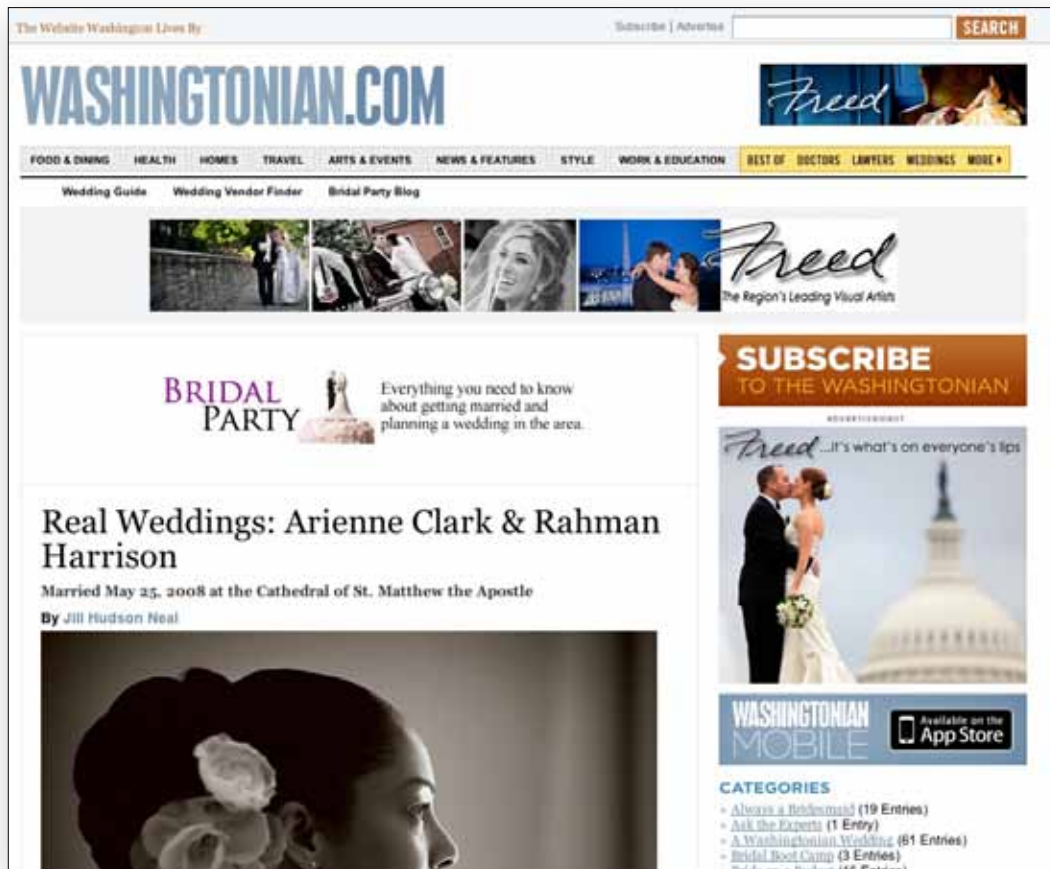 The Website Washington Lives By
Subscribe | Advertise
SEARCH
WASHINGTONIAN.COM
Freed
FOOD & DINING HEALTH HOMES TRAVEL ARTS & EVENTS NEWS & FEATURES STYLE WORK & EDUCATION BEST OF DOCTORS LAWYERS WEDDINGS MORE
Wedding Guide Wedding Vendor Finder Bridal Party Blog
Freed
The Region's Leading Visual Artists
BRIDAL
PARTY
Everything you need to know
about getting married and
planning a wedding in the area.
Real Weddings: Arienne Clark & Rahman
Harrison
Married May 25, 2008 at the Cathedral of St. Matthew the Apostle
By Jill Hudson Neal
SUBSCRIBE
TO THE WASHINGTONIAN
ADVERTISEMENT
Freed ...it's what's on everyone's lips
WASHINGTONIAN
MOBILE
Available on the
App Store
CATEGORIES
» Always a Bridesmaid (19 Entries)
» Ask the Experts (1 Entry)
» A Washingtonian Wedding (61 Entries)
» Bridal Boot Camp (3 Entries)